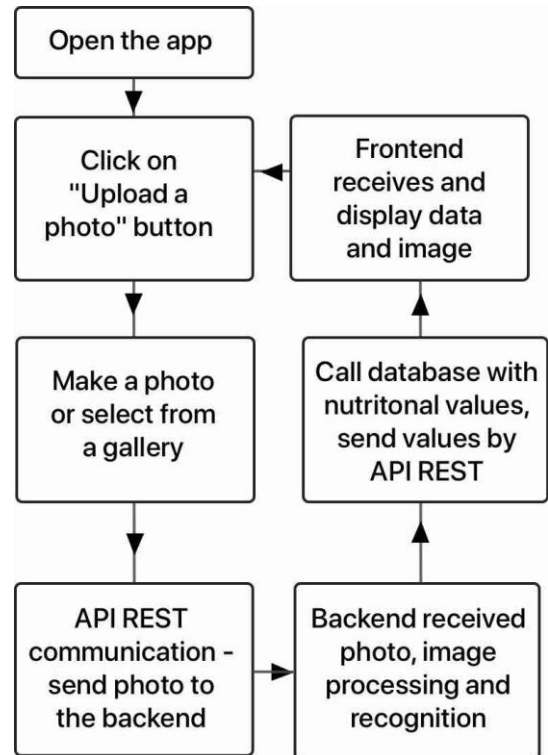 Open the app
Click on
"Upload a
photo" button
Make a photo
or select from
a gallery
API REST
communication -
send photo to
the backend
Backend received
photo, image
processing and
recognition
Call database with
nutritonal values,
send values by
API REST
Frontend
receives and
display data
and image